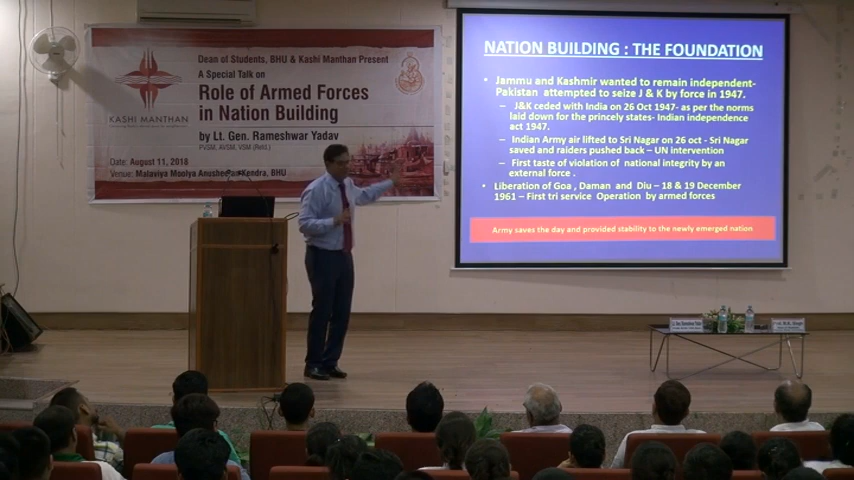 Dean of Students, BHU & Kashi Manthan Present
A Special Talk on
Role of Armed Forces
in Nation Building
by Lt. Gen. Rameshwar Yadav
PVSM, AVSM, VSM (Retd.)
KASHI MANTHAN
Date: August 11, 2018
Venue: Malaviya Moolya Anusheelan Kendra, BHU
NATION BUILDING : THE FOUNDATION
• Jammu and Kashmir wanted to remain independent-
Pakistan attempted to seize J & K by force in 1947.
– J&K ceded with India on 26 Oct 1947- as per the norms
laid down for the princely states- Indian independence
act 1947.
– Indian Army air lifted to Sri Nagar on 26 oct - Sri Nagar
saved and raiders pushed back – UN intervention
– First taste of violation of national integrity by an
external force .
• Liberation of Goa , Daman and Diu – 18 & 19 December
1961 – First tri service Operation by armed forces
Army saves the day and provided stability to the newly emerged nation